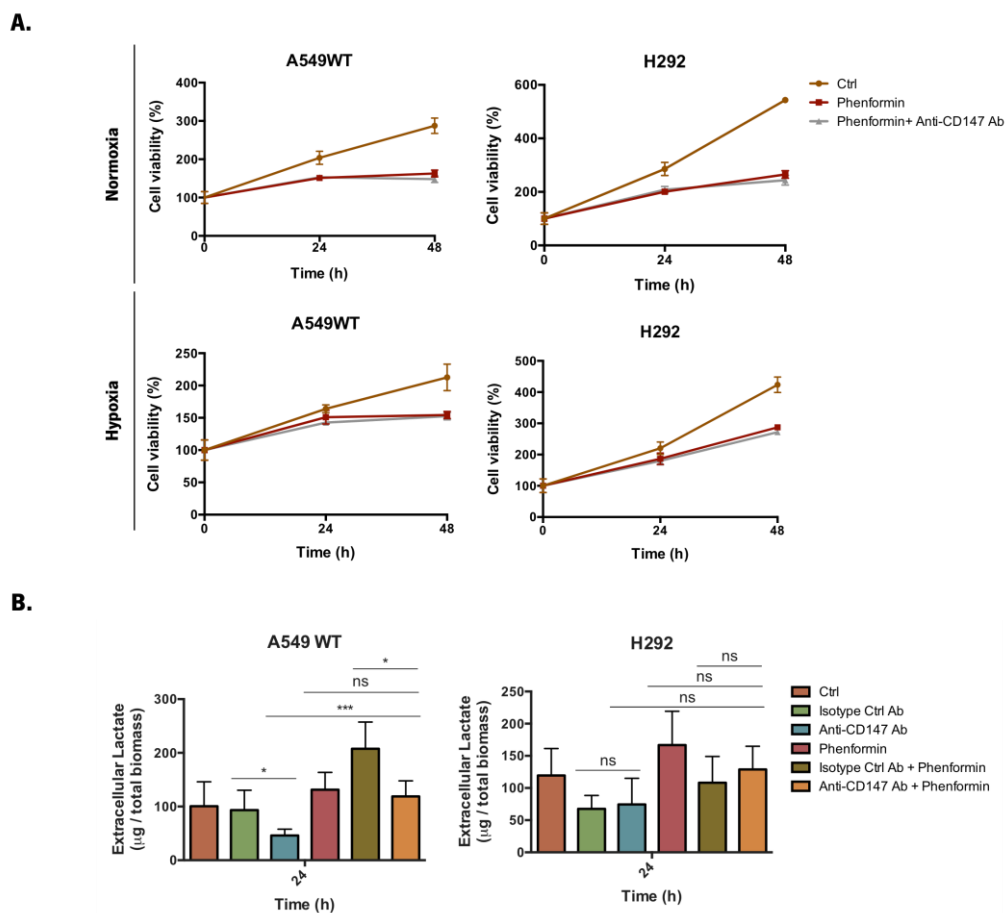 A.
Normoxia
A549WT
Cell viability (%)
400
300
200
100
0
0
24
48
Time (h)
H292
Cell viability (%)
600
400
200
0
0
24
48
Time (h)
Ctrl
Phenformin
Phenformin+ Anti-CD147 Ab
Hypoxia
A549WT
Cell viability (%)
250
200
150
100
50
0
0
24
48
Time (h)
H292
Cell viability (%)
500
400
300
200
100
0
0
24
48
Time (h)
B.
A549 WT
Extracellular Lactate
(µg / total biomass)
300
200
100
0
*
ns
***
*
24
Time (h)
H292
Extracellular Lactate
(µg / total biomass)
250
200
150
100
50
0
ns
ns
ns
ns
24
Time (h)
Ctrl
Isotype Ctrl Ab
Anti-CD147 Ab
Phenformin
Isotype Ctrl Ab + Phenformin
Anti-CD147 Ab + Phenformin